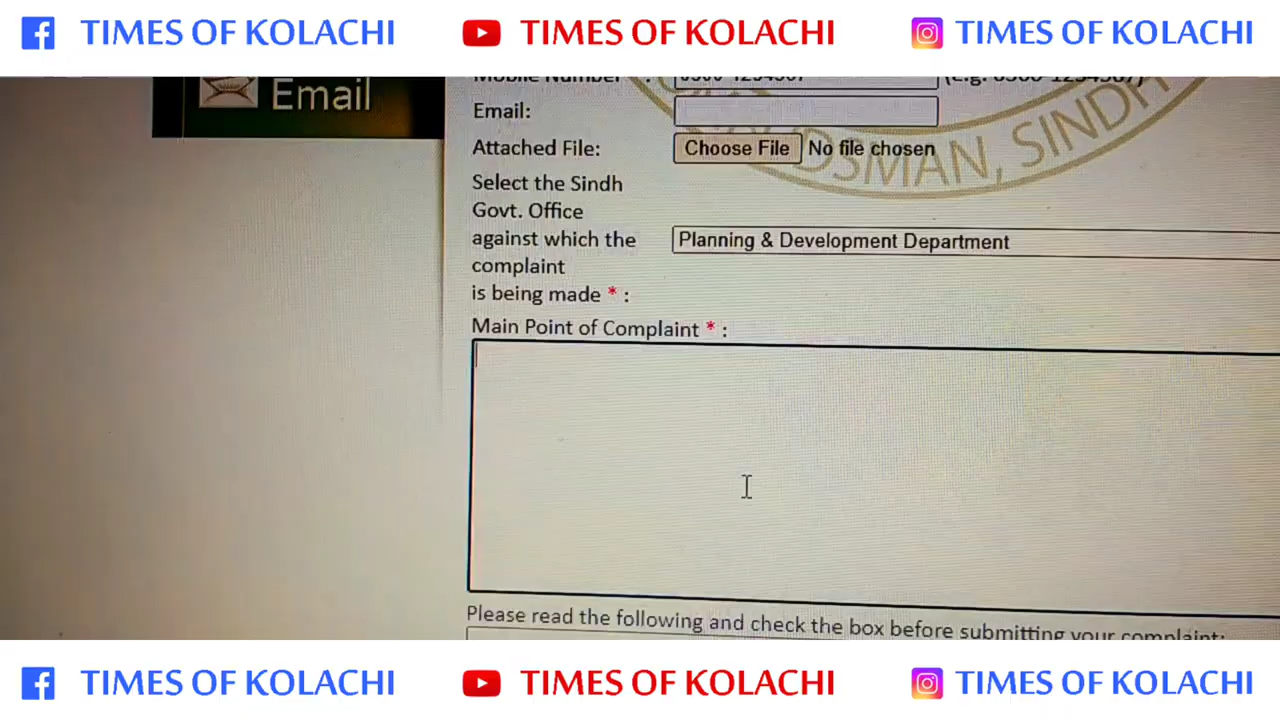 TIMES OF KOLACHI TIMES OF KOLACHI TIMES OF KOLACHI
Email
Mobile Number :
Email:
Attached File: Choose File No file chosen
DSMAN, SINDH
Select the Sindh
Govt. Office
against which the Planning & Development Department
complaint
is being made * :
Main Point of Complaint * :
Please read the following and check the box before submitting your complaint:
TIMES OF KOLACHI TIMES OF KOLACHI TIMES OF KOLACHI